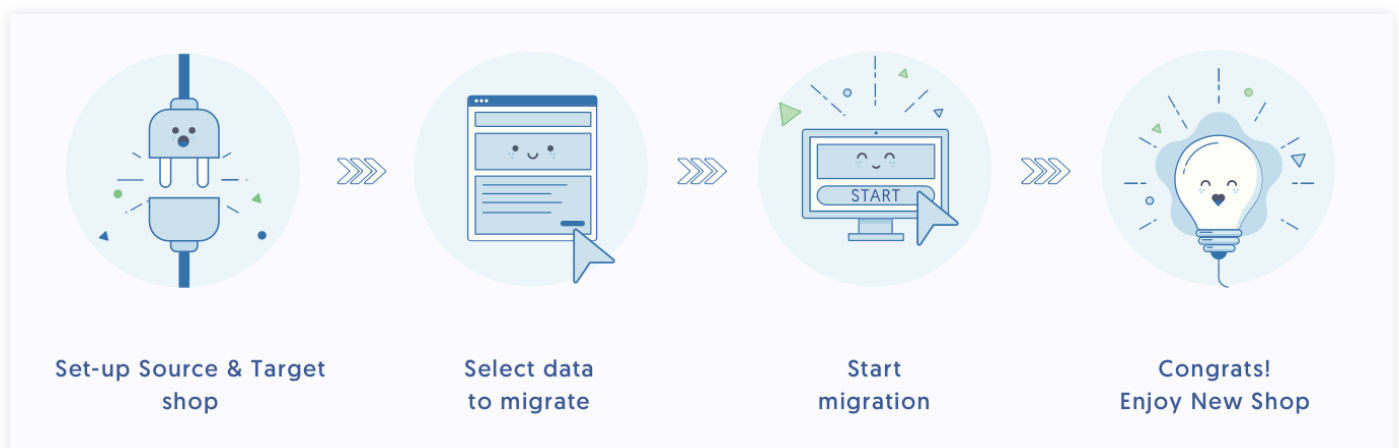 START
Set-up Source & Target
shop
Select data
to migrate
Start
migration
Congrats!
Enjoy New Shop